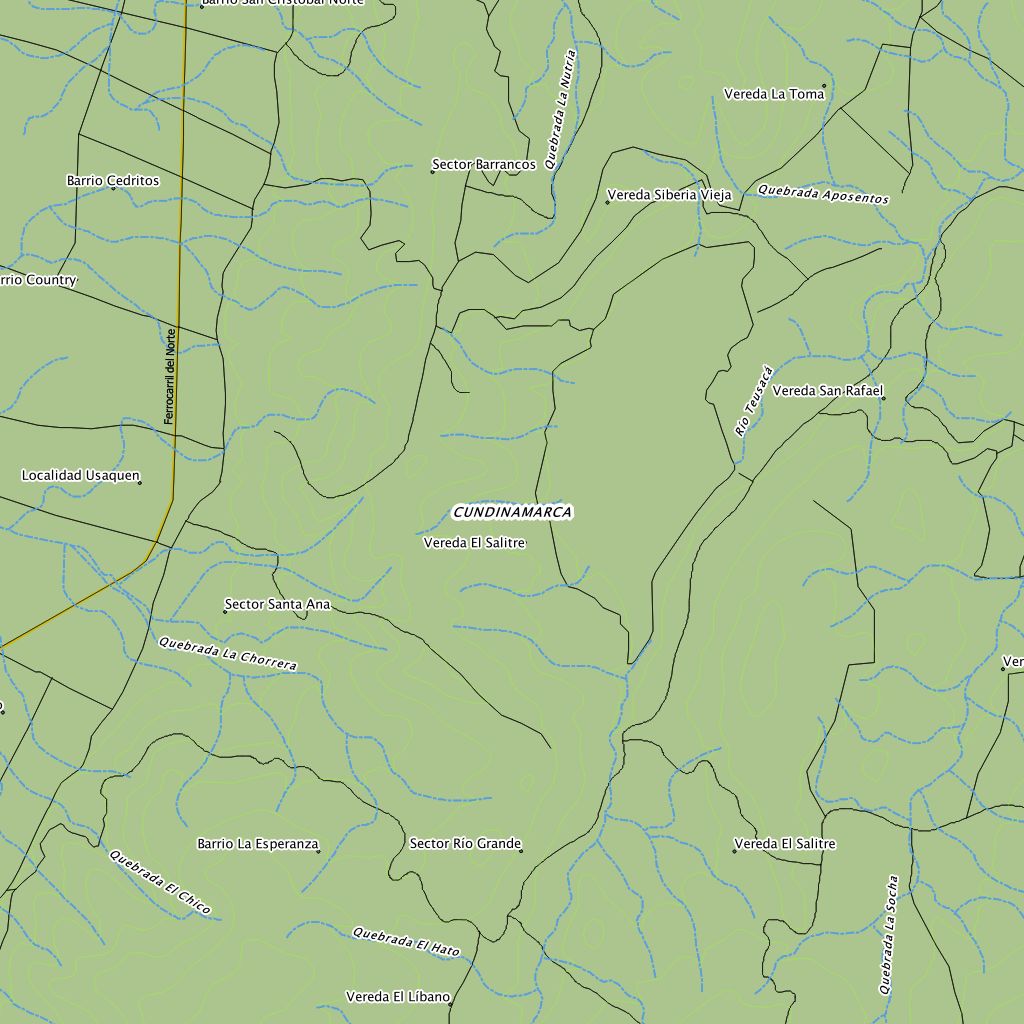 Barrio San Cristobal Norte
Vereda La Toma
Quebrada La Nutria
Sector Barrancos
Barrio Cedritos
Vereda Siberia Vieja
Quebrada Aposentos
rrio Country
Ferrocarril del Norte
Río Teusacá
Vereda San Rafael
Localidad Usaquen
CUNDINAMARCA
Vereda El Salitre
Sector Santa Ana
Quebrada La Chorrera
Ver
Barrio La Esperanza
Sector Río Grande
Vereda El Salitre
Quebrada El Chico
Quebrada La Socha
Quebrada El Hato
Vereda El Líbano